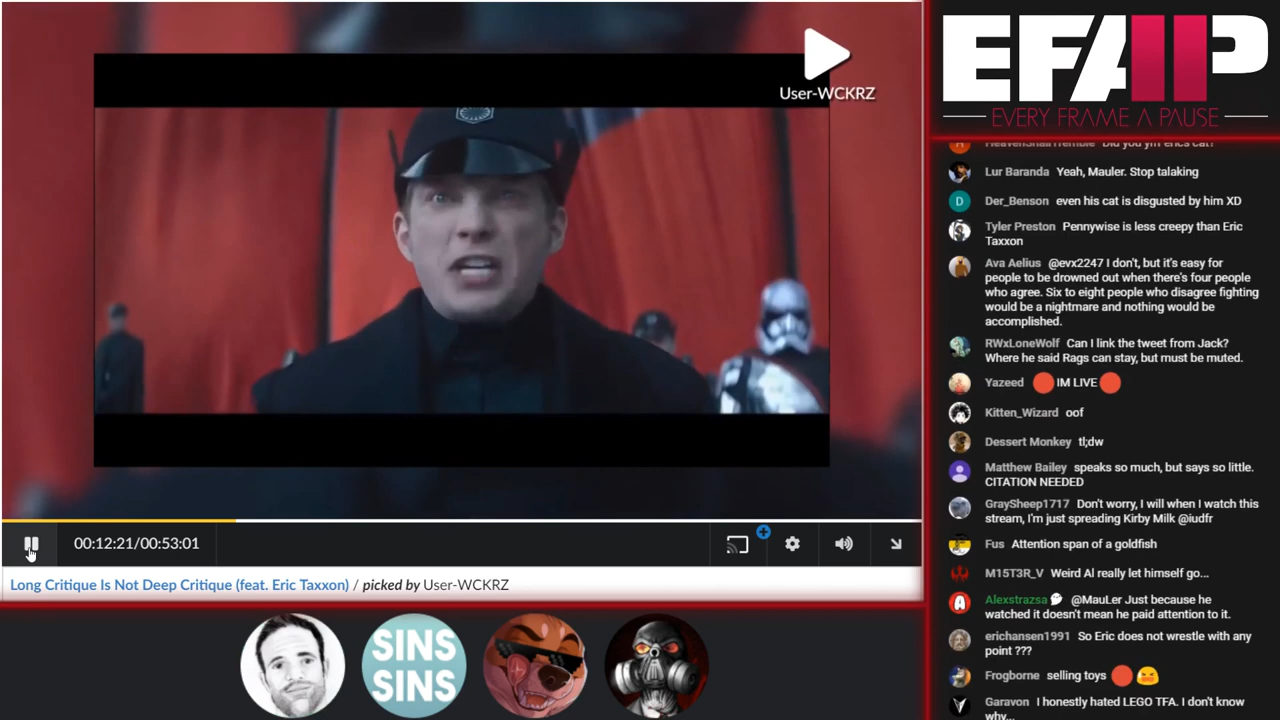 User-WCKRZ
00:12:21/00:53:01
Long Critique Is Not Deep Critique (feat. Eric Taxxon) / picked by User-WCKRZ
SINS
SINS
EFAP
EVERY FRAME A PAUSE
HeavenShallTremble Did you ym erics cat?
Lur Baranda Yeah, Mauler. Stop talaking
D
Der_Benson even his cat is disgusted by him XD
Tyler Preston Pennywise is less creepy than Eric
Taxxon
Ava Aelius @evx2247 I don't, but it's easy for
people to be drowned out when there's four people
who agree. Six to eight people who disagree fighting
would be a nightmare and nothing would be
accomplished.
RWxLoneWolf Can I link the tweet from Jack?
Where he said Rags can stay, but must be muted.
Yazeed 🔴 IM LIVE 🔴
Kitten_Wizard oof
Dessert Monkey tl;dw
Matthew Bailey speaks so much, but says so little.
CITATION NEEDED
GraySheep1717 Don't worry, I will when I watch this
stream, I'm just spreading Kirby Milk @iudfr
Fus Attention span of a goldfish
M15T3R_V Weird Al really let himself go...
Alexstrazsa @MauLer Just because he
watched it doesn't mean he paid attention to it.
erichansen1991 So Eric does not wrestle with any
point ???
Frogborne selling toys 🔴 😡
Garavon I honestly hated LEGO TFA. I don't know
why...